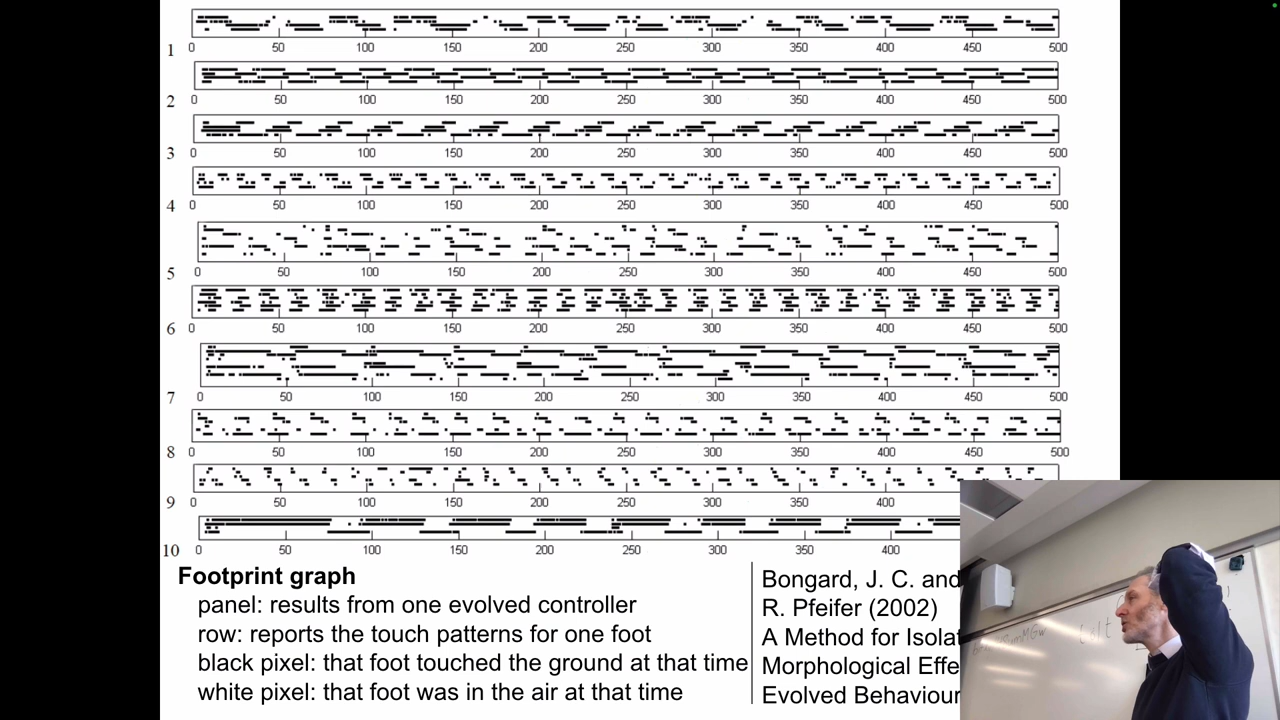 1
0 50 100 150 200 250 300 350 400 450 500
2
0 50 100 150 200 250 300 350 400 450 500
3
0 50 100 150 200 250 300 350 400 450 500
4
0 50 100 150 200 250 300 350 400 450 500
5
0 50 100 150 200 250 300 350 400 450 500
6
0 50 100 150 200 250 300 350 400 450 500
7
0 50 100 150 200 250 300 350 400 450 500
8
0 50 100 150 200 250 300 350 400 450 500
9
0 50 100 150 200 250 300 350 400
10
0 50 100 150 200 250 300 350 400
Footprint graph
panel: results from one evolved controller
row: reports the touch patterns for one foot
black pixel: that foot touched the ground at that time
white pixel: that foot was in the air at that time
Bongard, J. C. and
R. Pfeifer (2002)
A Method for Isolat
Morphological Effe
Evolved Behaviour